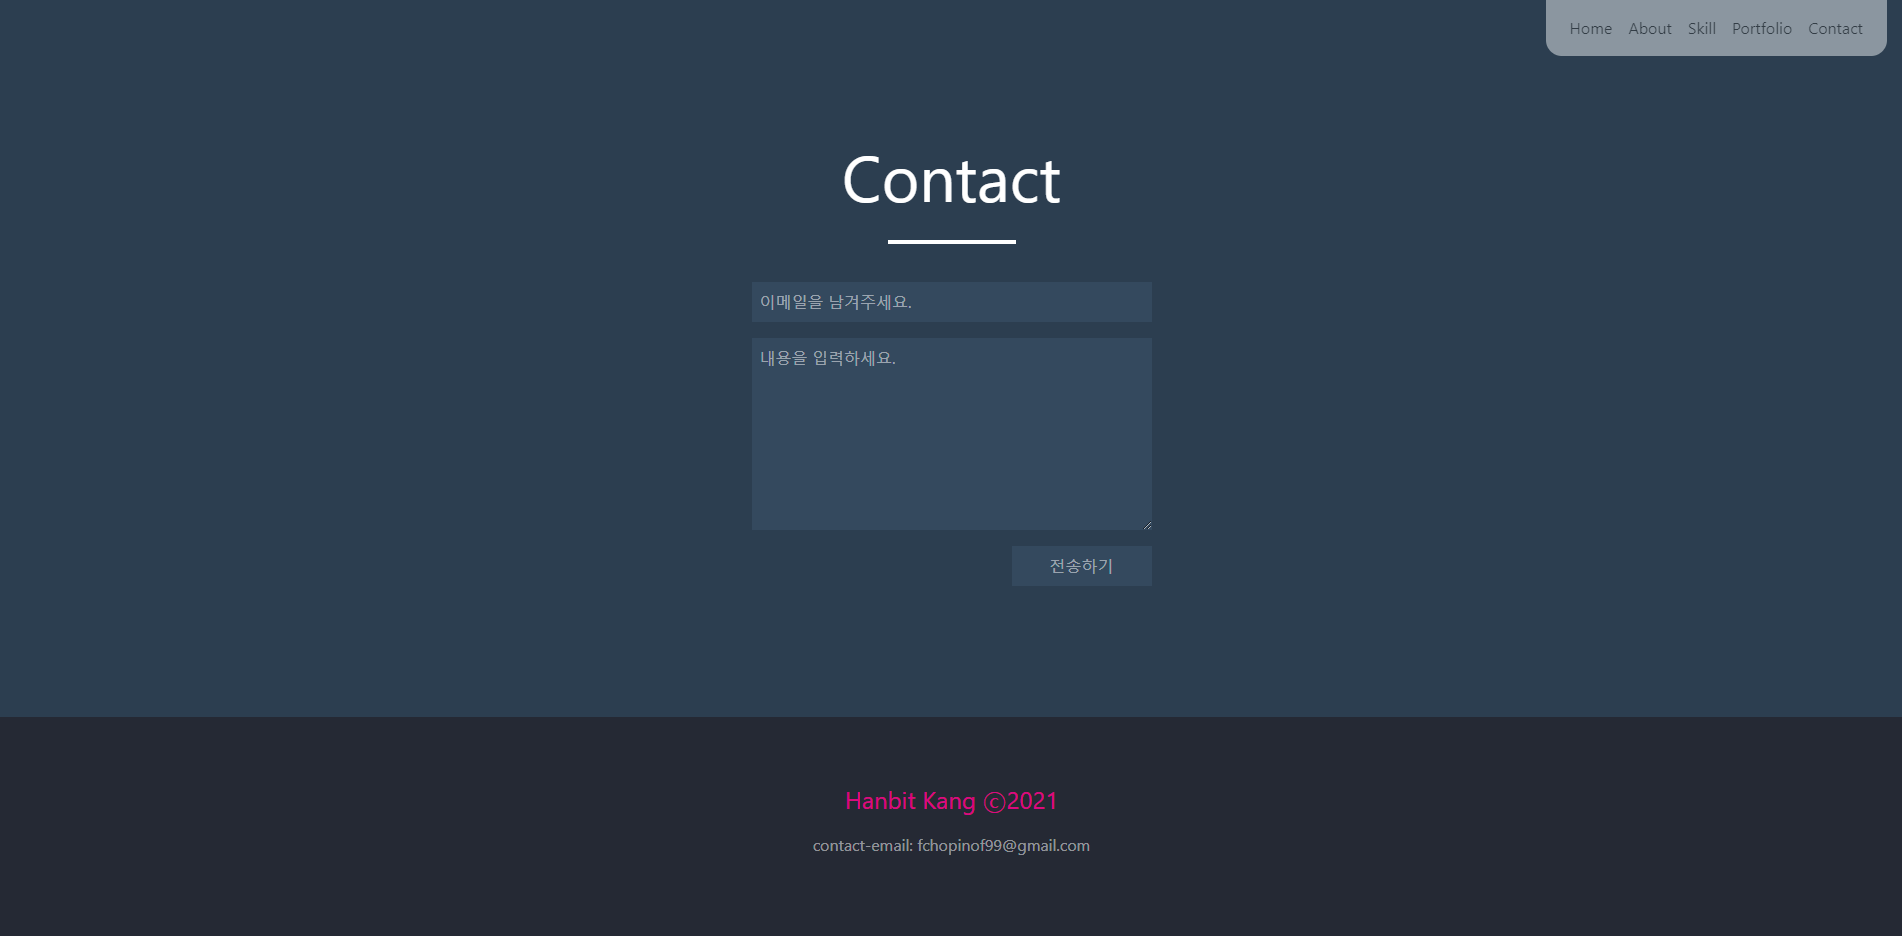 Home About Skill Portfolio Contact
Contact
이메일을 남겨주세요.
내용을 입력하세요.
전송하기
Hanbit Kang ©2021
contact-email: fchopinof99@gmail.com